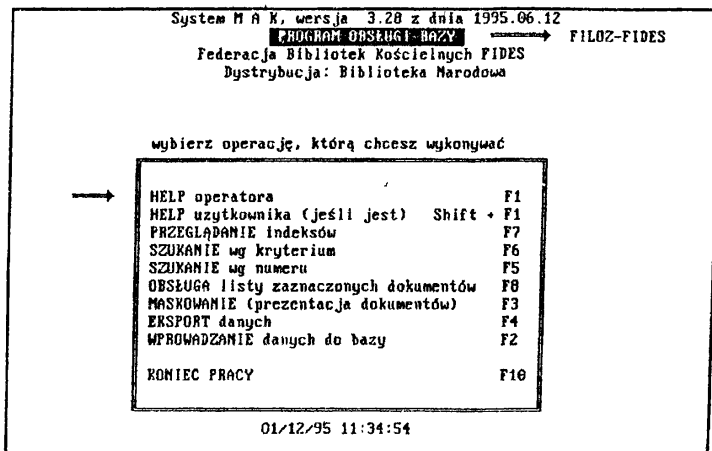 System M A K, wersja 3.28 z dnia 1995.06.12
PROGRAM OBSŁUGI BAZY FILOZ-FIDES
Federacja Bibliotek Kościelnych FIDES
Dystrybucja: Biblioteka Narodowa
wybierz operację, którą chcesz wykonywać
HELP operatora F1
HELP uzytkownika (jeśli jest) Shift + F1
PRZEGLĄDANIE indeksów F7
SZUKANIE wg kryterium F6
SZUKANIE wg numeru F5
OBSŁUGA listy zaznaczonych dokumentów F8
MASKOWANIE (prezentacja dokumentów) F3
EKSPORT danych F4
WPROWADZANIE danych do bazy F2
KONIEC PRACY F10
01/12/95 11:34:54